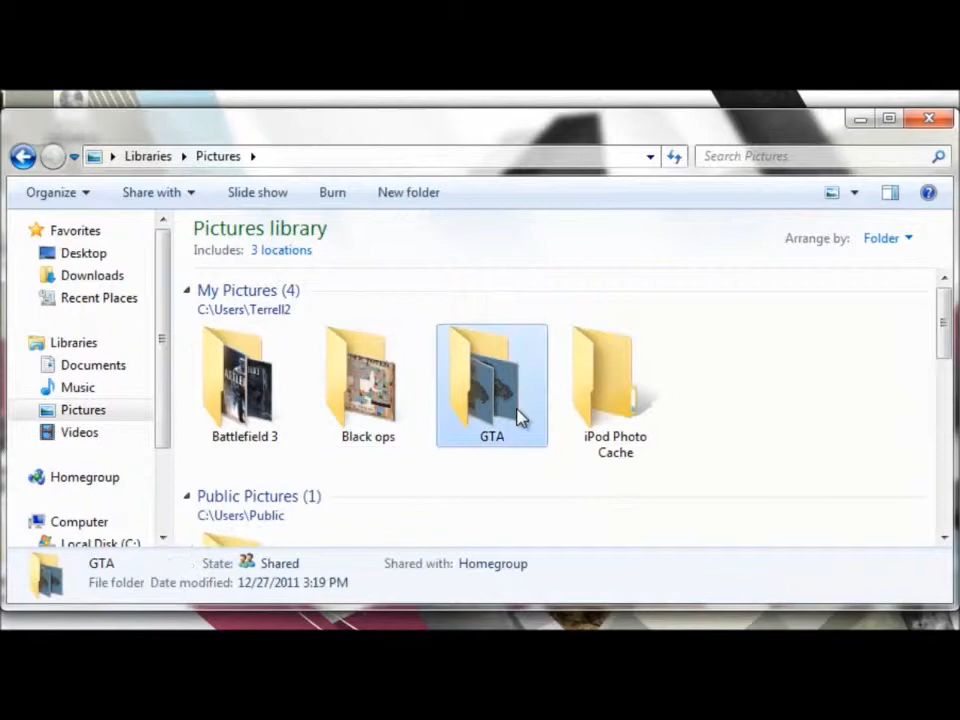 Libraries
Pictures
Search Pictures
Organize
Share with
Slide show
Burn
New folder
Favorites
Desktop
Downloads
Recent Places
Libraries
Documents
Music
Pictures
Videos
Homegroup
Computer
Local Disk (C:)
Pictures library
Includes: 3 locations
Arrange by: Folder
My Pictures (4)
C:\Users\Terrell2
Battlefield 3
Black ops
GTA
iPod Photo
Cache
Public Pictures (1)
C:\Users\Public
GTA
State: Shared
Shared with: Homegroup
File folder
Date modified: 12/27/2011 3:19 PM